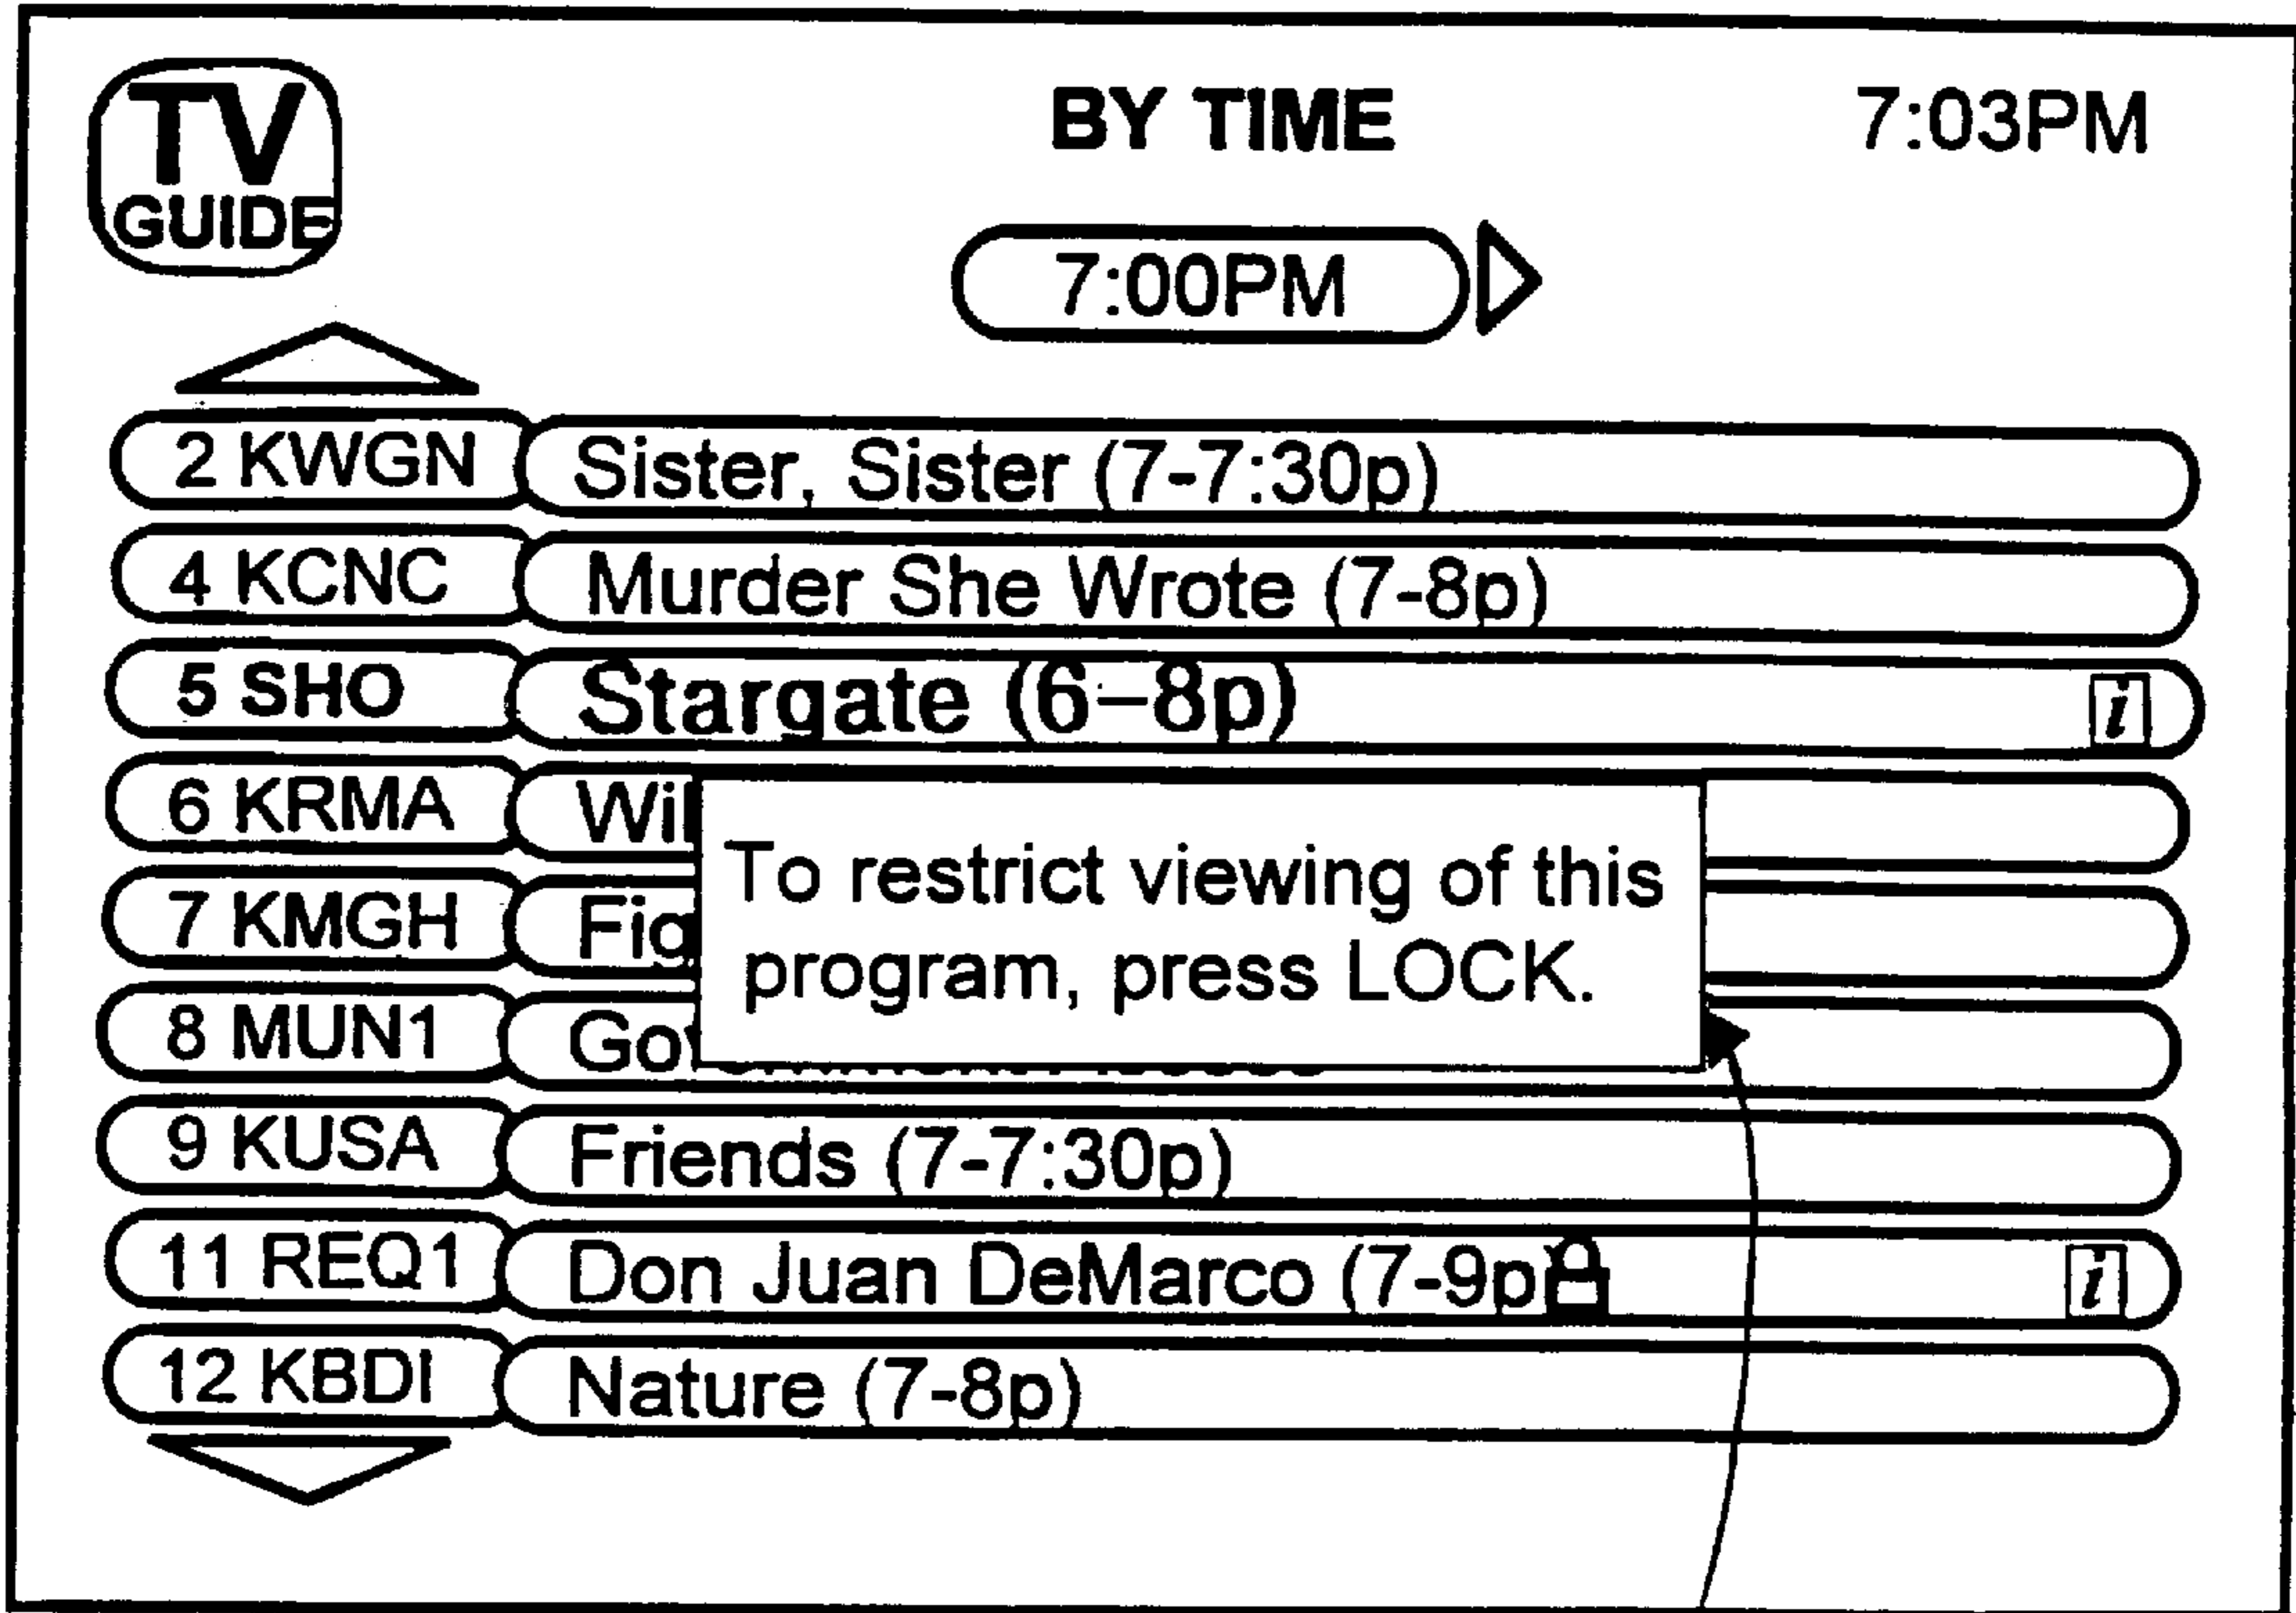 TV
GUIDE
BY TIME
7:03PM
7:00PM
2 KWGN Sister, Sister (7-7:30p)
4 KCNC Murder She Wrote (7-8p)
5 SHO Stargate (6-8p) i
6 KRMA
7 KMGH
8 MUN1
To restrict viewing of this
program, press LOCK.
9 KUSA Friends (7-7:30p)
11 REQ1 Don Juan DeMarco (7-9p i
12 KBDI Nature (7-8p)